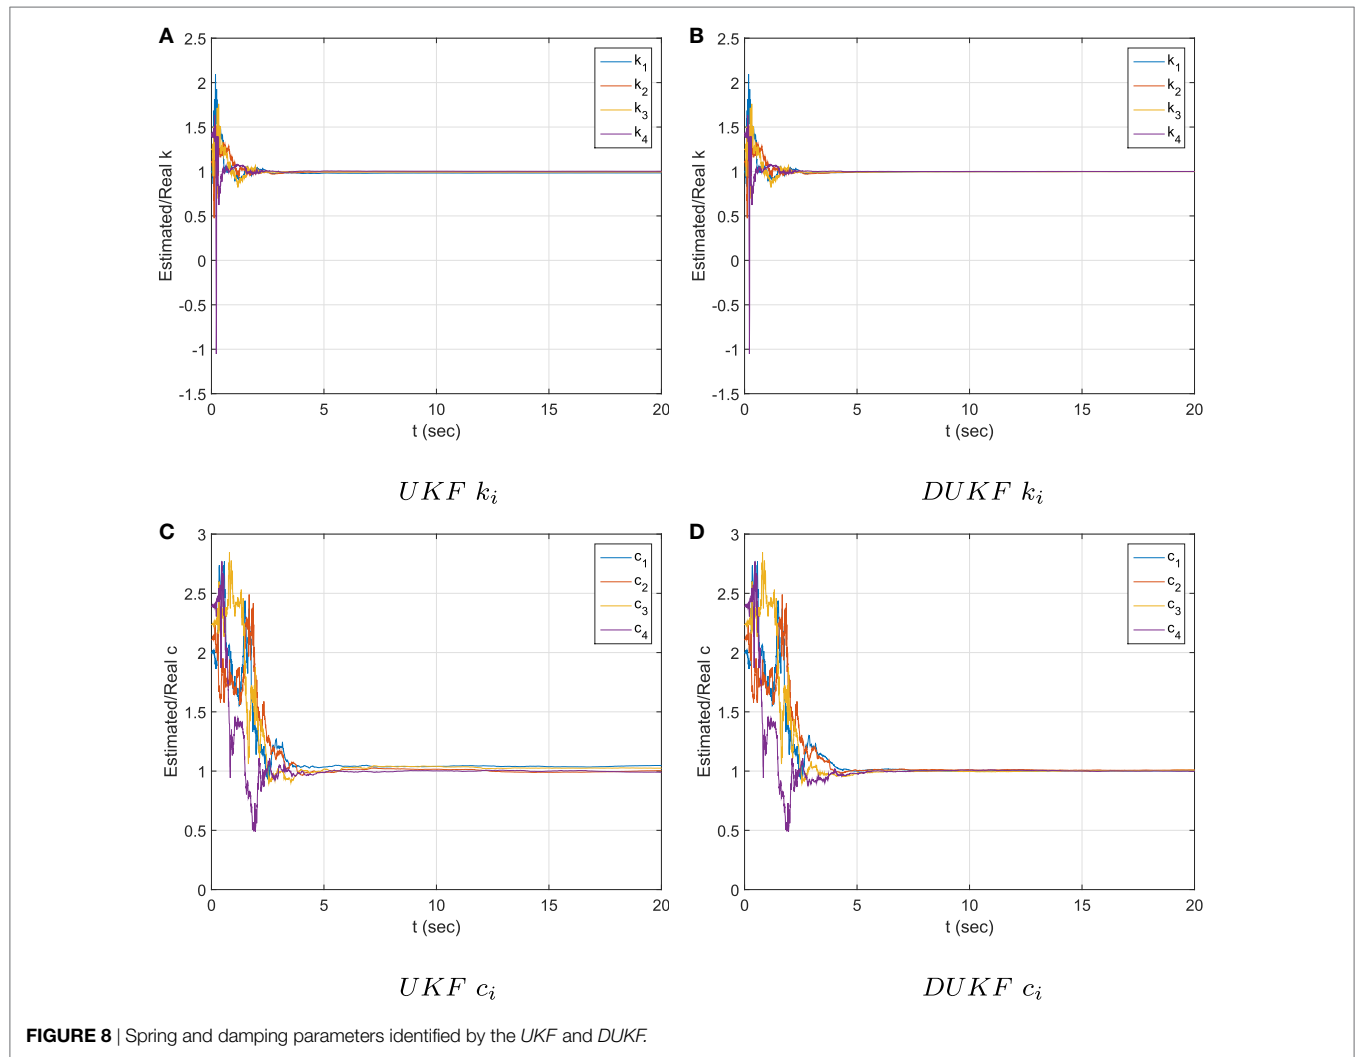 A
2.5
2
1.5
1
0.5
0
-0.5
-1
-1.5
Estimated/Real k
0 5 10 15 20
t (sec)
k1
k2
k3
k4
UKF ki
B
2.5
2
1.5
1
0.5
0
-0.5
-1
-1.5
Estimated/Real k
0 5 10 15 20
t (sec)
k1
k2
k3
k4
DUKF ki
C
3
2.5
2
1.5
1
0.5
0
Estimated/Real c
0 5 10 15 20
t (sec)
c1
c2
c3
c4
UKF ci
D
3
2.5
2
1.5
1
0.5
0
Estimated/Real c
0 5 10 15 20
t (sec)
c1
c2
c3
c4
DUKF ci
FIGURE 8 | Spring and damping parameters identified by the UKF and DUKF.